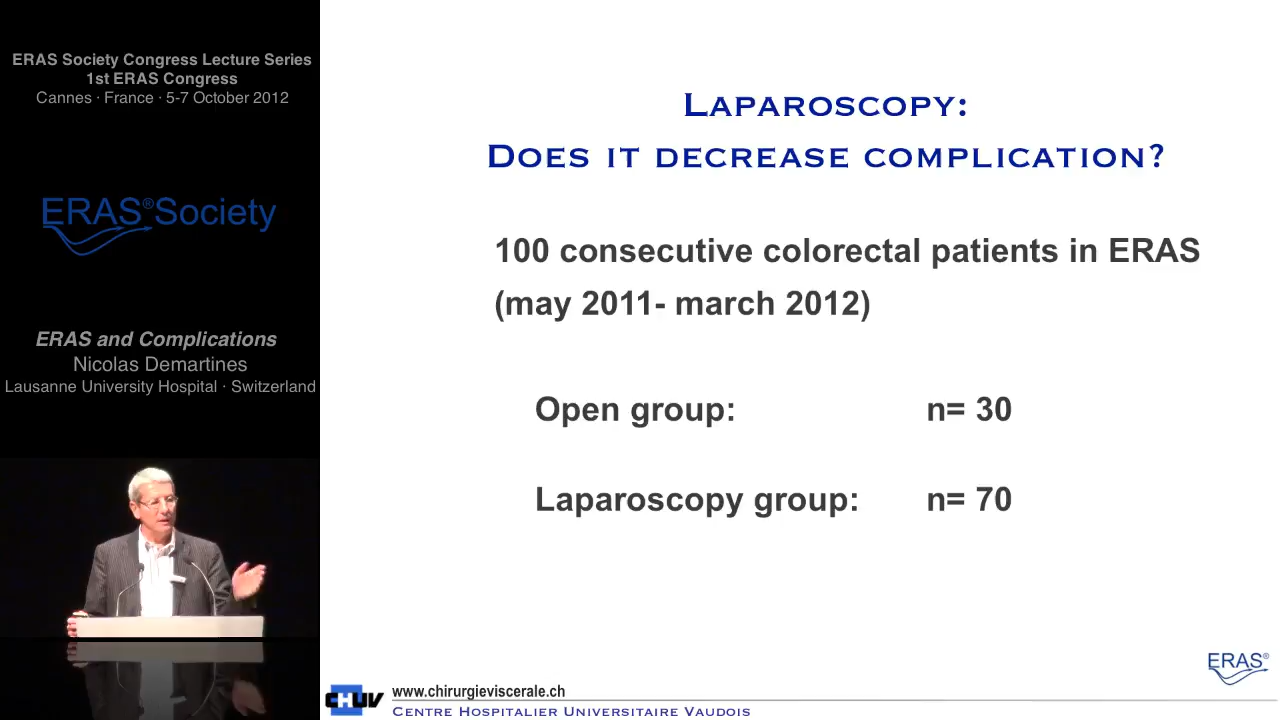 ERAS Society Congress Lecture Series
1st ERAS Congress
Cannes · France · 5-7 October 2012
ERAS® Society
ERAS and Complications
Nicolas Demartines
Lausanne University Hospital · Switzerland
Laparoscopy:
Does it decrease complication?
100 consecutive colorectal patients in ERAS
(may 2011- march 2012)
Open group: n= 30
Laparoscopy group: n= 70
ERAS®
CHUV
www.chirurgieviscerale.ch
Centre Hospitalier Universitaire Vaudois